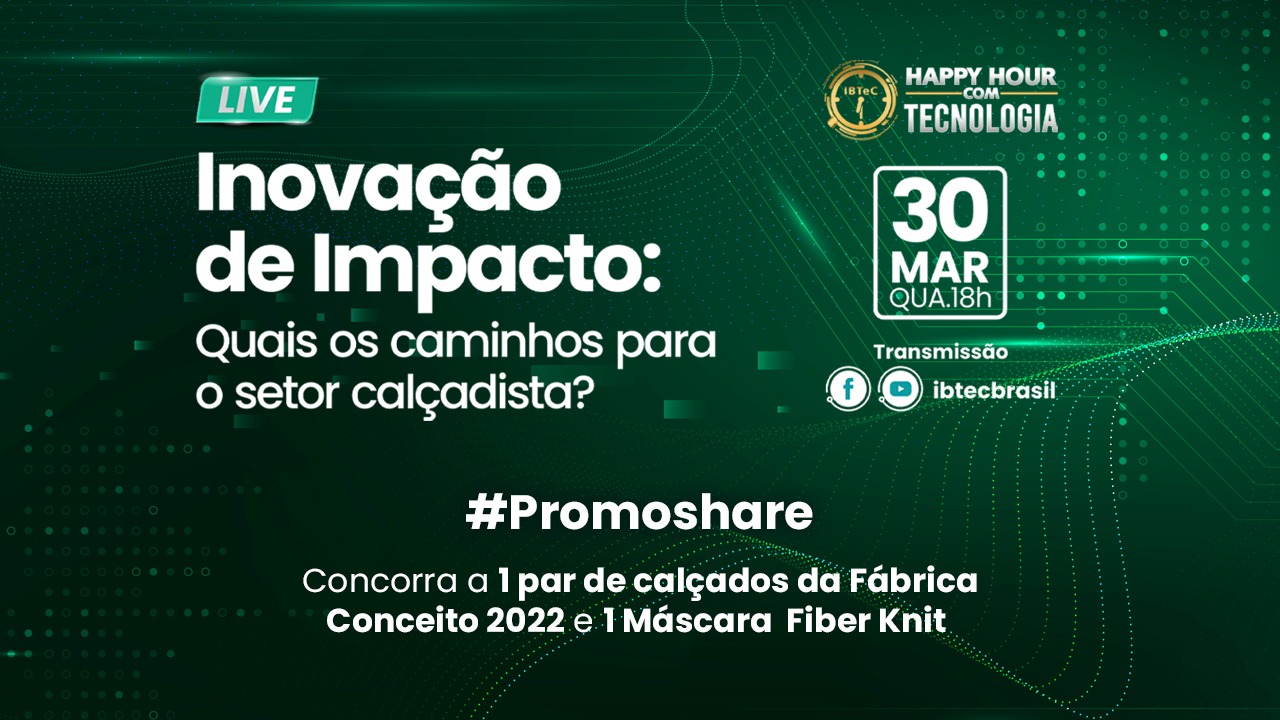 LIVE
Inovação
de Impacto:
Quais os caminhos para
o setor calçadista?
IBTeC
HAPPY HOUR
COM
TECNOLOGIA
30
MAR
QUA.18h
Transmissão
f
ibtecbrasil
#Promoshare
Concorra a 1 par de calçados da Fábrica
Conceito 2022 e 1 Máscara Fiber Knit